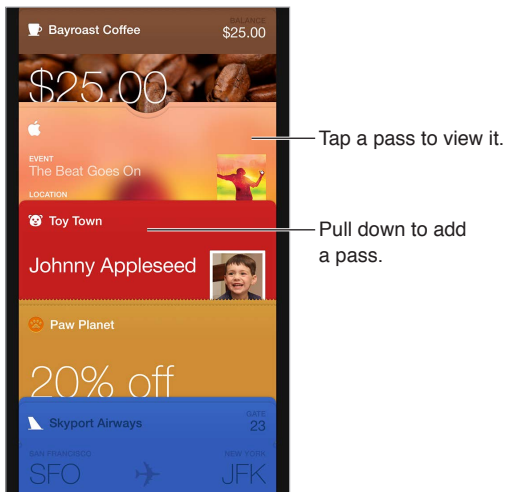 Bayroast Coffee
BALANCE
$25.00
$25.00
EVENT
The Beat Goes On
LOCATION
Tap a pass to view it.
Toy Town
Pull down to add
a pass.
Johnny Appleseed
Paw Planet
20% off
Skyport Airways
GATE
23
SAN FRANCISCO
NEW YORK
SFO
JFK